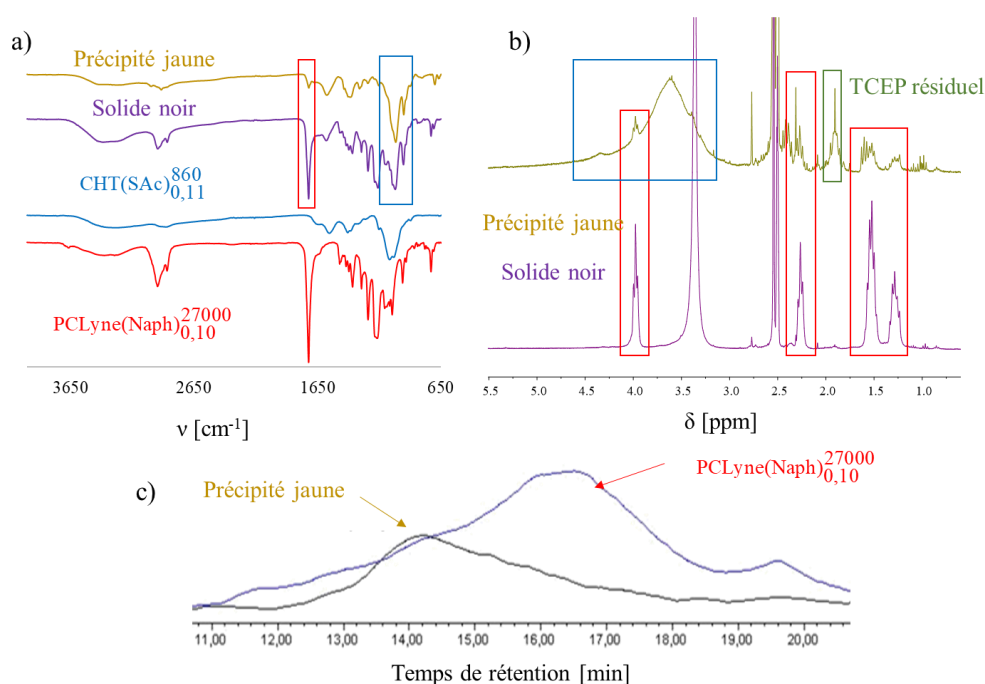 a)
Précipité jaune
Solide noir
CHT(SAc)860 0,11
PCLyne(Naph)27000 0,10
3650 2650 1650 650
ν [cm-1]
b)
TCEP résiduel
Précipité jaune
Solide noir
5.5 5.0 4.5 4.0 3.5 3.0 2.5 2.0 1.5 1.0
δ [ppm]
c)
Précipité jaune
PCLyne(Naph)27000 0,10
11,00 12,00 13,00 14,00 15,00 16,00 17,00 18,00 19,00 20,00
Temps de rétention [min]